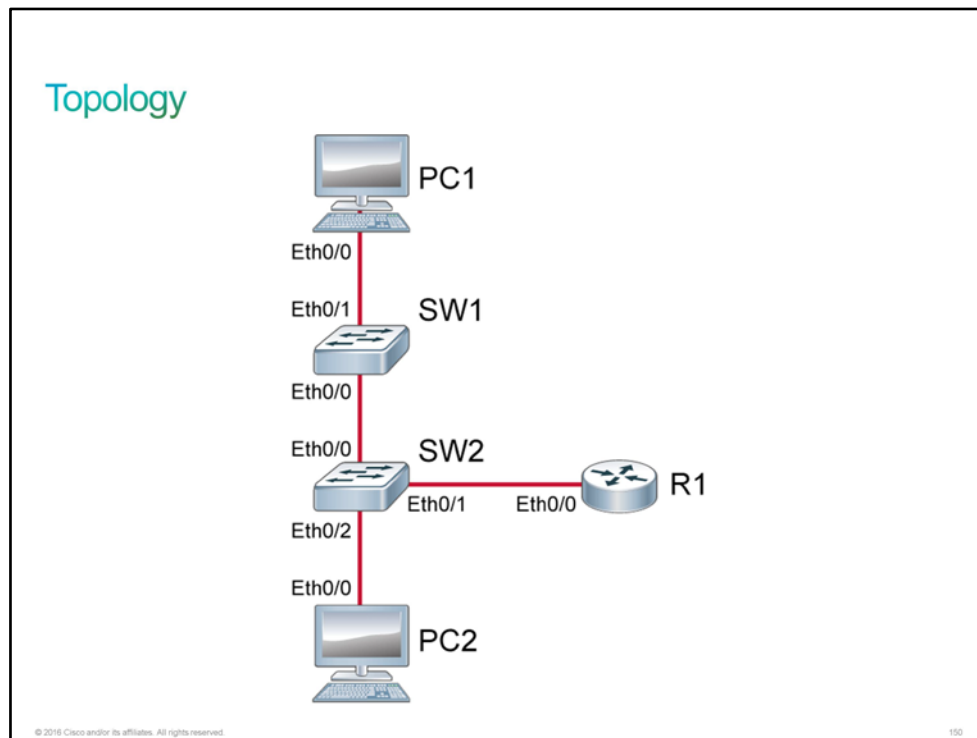 Topology
PC1
Eth0/0
Eth0/1
SW1
Eth0/0
Eth0/0
SW2
Eth0/1
Eth0/0
R1
Eth0/2
Eth0/0
PC2
© 2016 Cisco and/or its affiliates. All rights reserved.
150